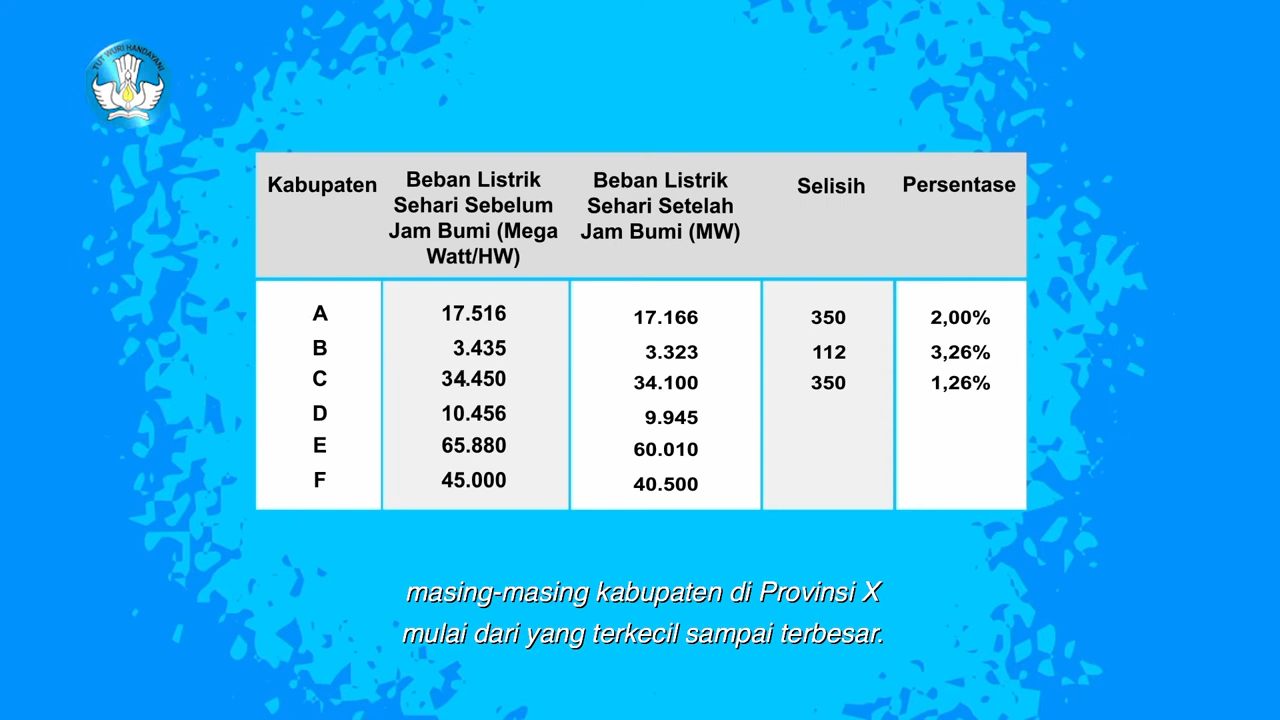 TUT WURI HANDAYANI
Kabupaten Beban Listrik Sehari Sebelum Jam Bumi (Mega Watt/HW) Beban Listrik Sehari Setelah Jam Bumi (MW) Selisih Persentase
A 17.516 17.166 350 2,00%
B 3.435 3.323 112 3,26%
C 34.450 34.100 350 1,26%
D 10.456 9.945
E 65.880 60.010
F 45.000 40.500
masing-masing kabupaten di Provinsi X
mulai dari yang terkecil sampai terbesar.